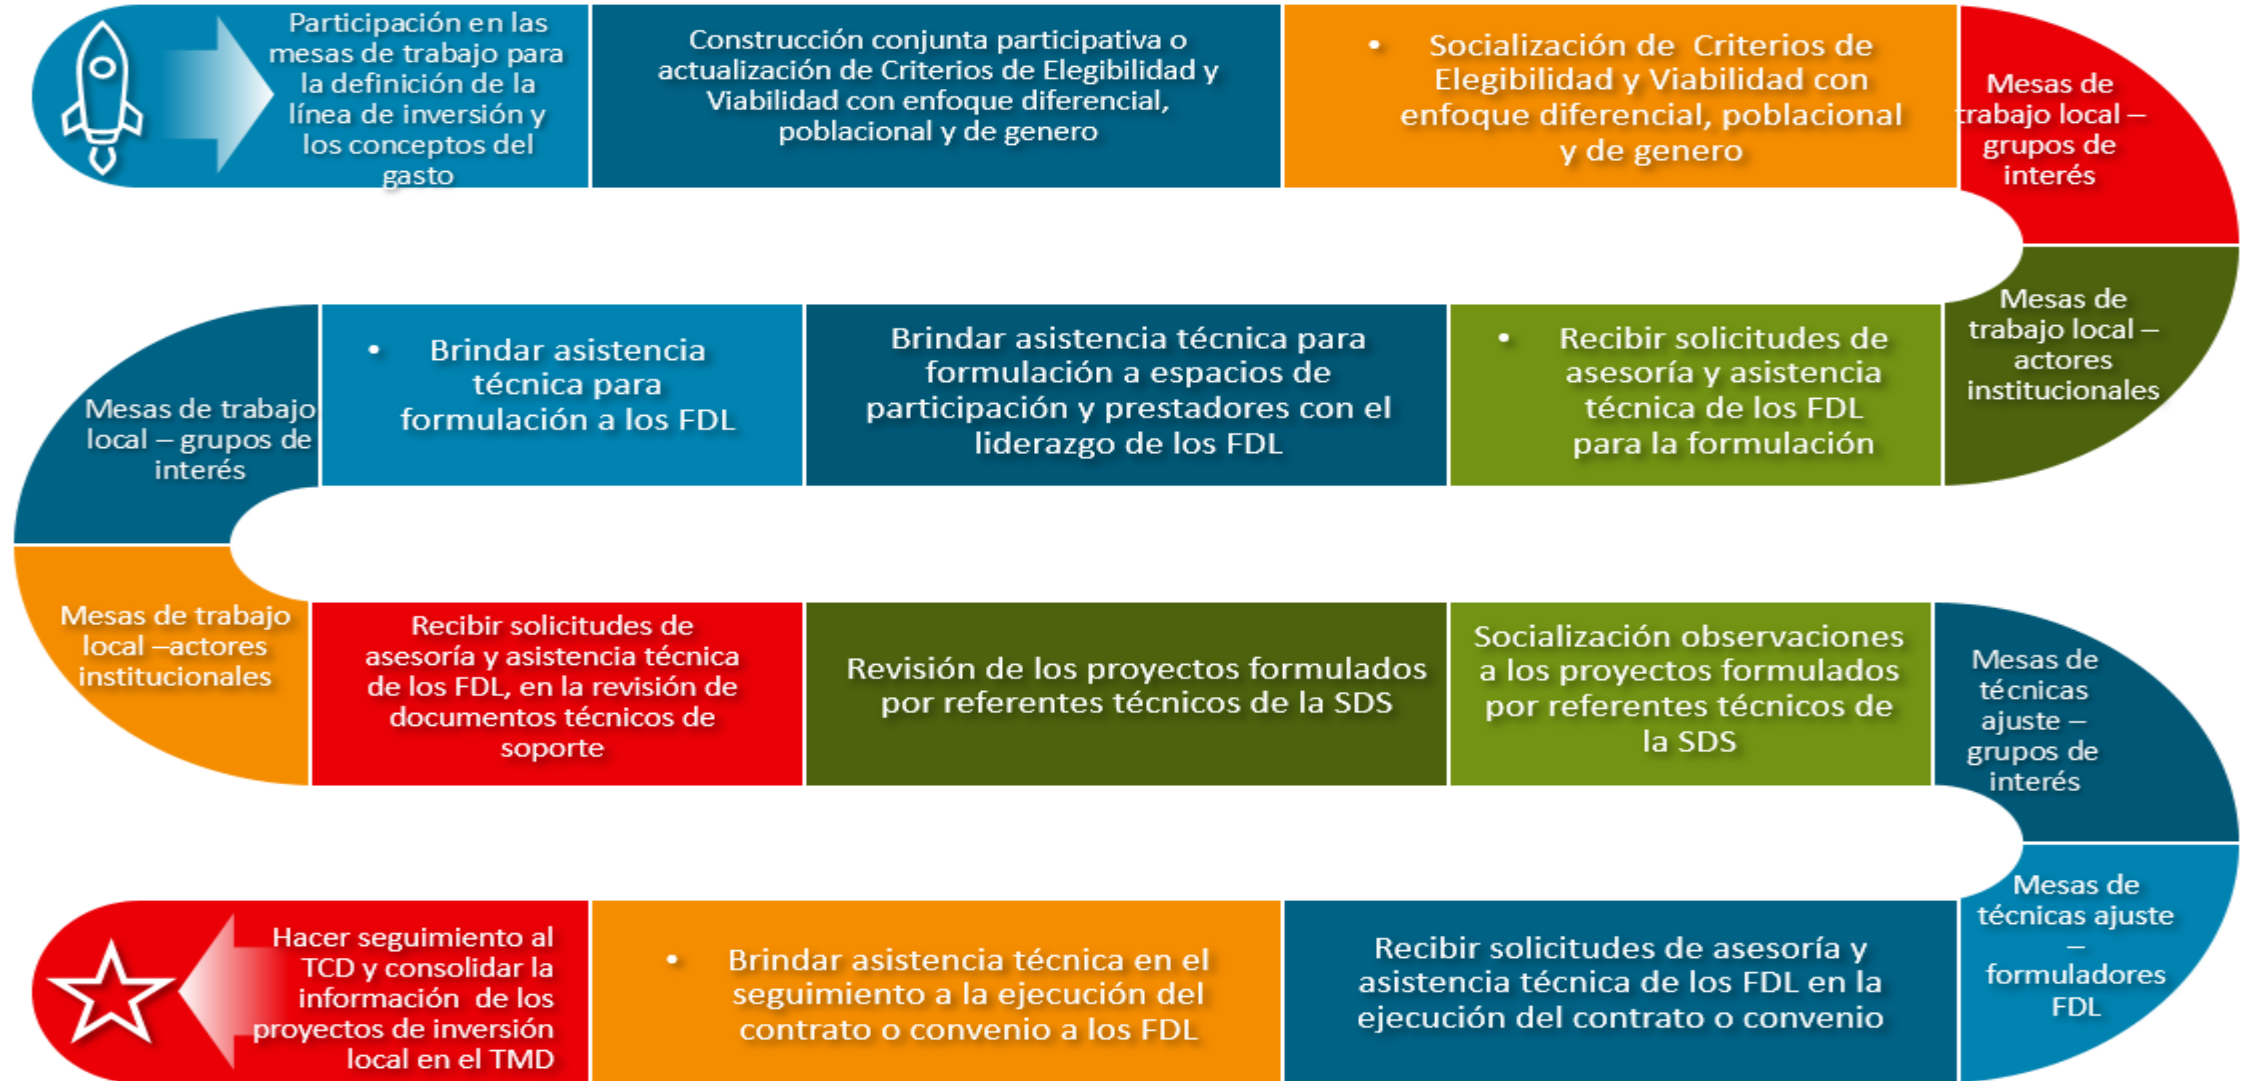 Participación en las
mesas de trabajo para
la definición de la
línea de inversión y
los conceptos del
gasto
Construcción conjunta participativa o
actualización de Criterios de Elegibilidad y
Viabilidad con enfoque diferencial,
poblacional y de genero
• Socialización de Criterios de
Elegibilidad y Viabilidad con
enfoque diferencial, poblacional
y de genero
Mesas de
trabajo local –
grupos de
interés
Mesas de
trabajo local –
actores
institucionales
• Recibir solicitudes de
asesoría y asistencia
técnica de los FDL
para la formulación
Brindar asistencia técnica para
formulación a espacios de
participación y prestadores con el
liderazgo de los FDL
• Brindar asistencia
técnica para
formulación a los FDL
Mesas de trabajo
local – grupos de
interés
Mesas de trabajo
local –actores
institucionales
Recibir solicitudes de
asesoría y asistencia técnica
de los FDL, en la revisión de
documentos técnicos de
soporte
Revisión de los proyectos formulados
por referentes técnicos de la SDS
Socialización observaciones
a los proyectos formulados
por referentes técnicos de
la SDS
Mesas de
técnicas
ajuste –
grupos de
interés
Mesas de
técnicas ajuste
–
formuladores
FDL
Recibir solicitudes de asesoría y
asistencia técnica de los FDL en la
ejecución del contrato o convenio
• Brindar asistencia técnica en el
seguimiento a la ejecución del
contrato o convenio a los FDL
Hacer seguimiento al
TCD y consolidar la
información de los
proyectos de inversión
local en el TMD